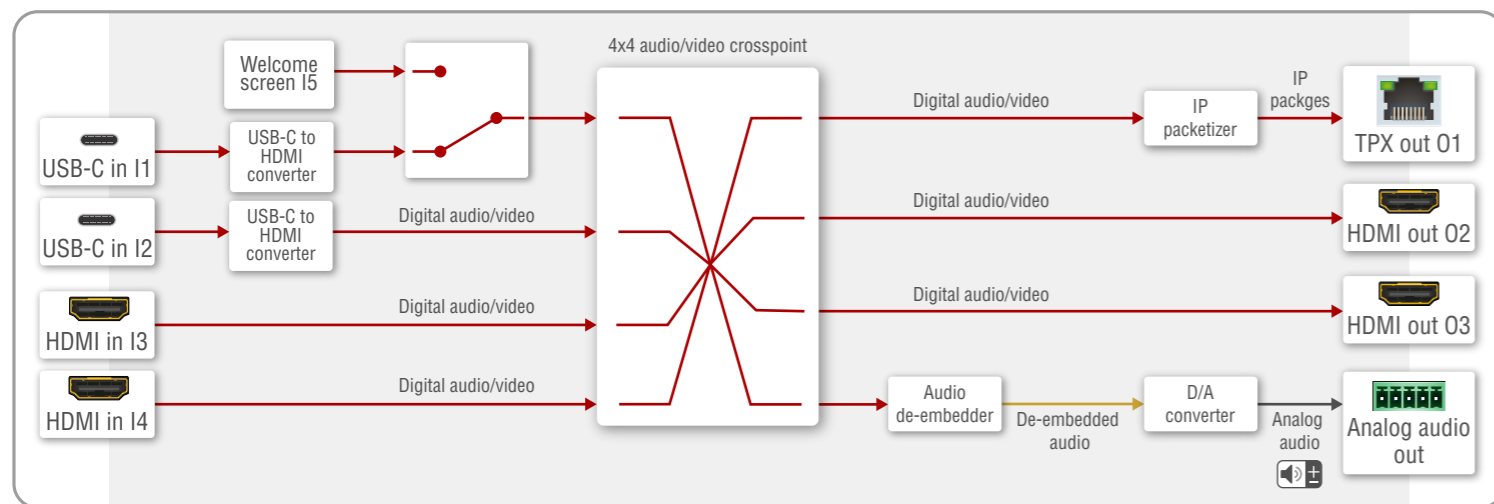 4x4 audio/video crosspoint
Welcome
screen I5
USB-C in I1
USB-C to
HDMI
converter
USB-C in I2
USB-C to
HDMI
converter
Digital audio/video
HDMI in I3
Digital audio/video
HDMI in I4
Digital audio/video
Digital audio/video
IP
packetizer
IP
packges
TPX out O1
Digital audio/video
HDMI out O2
Digital audio/video
HDMI out O3
Audio
de-embedder
De-embedded
audio
D/A
converter
Analog
audio
Analog audio
out